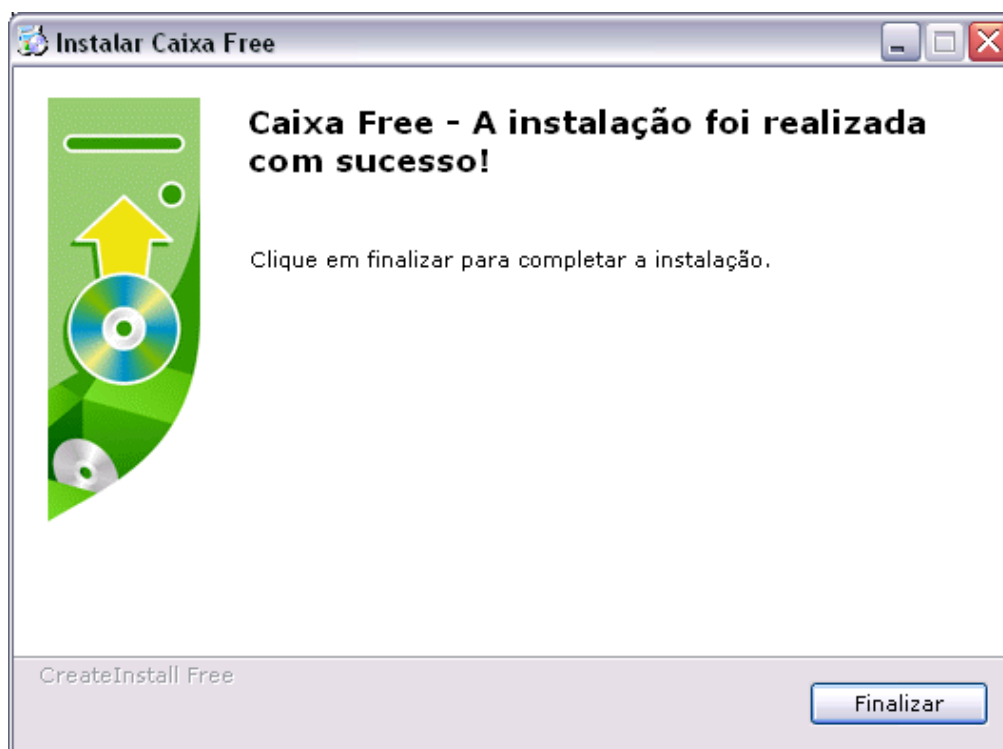 Instalar Caixa Free
Caixa Free - A instalação foi realizada
com sucesso!
Clique em finalizar para completar a instalação.
CreateInstall Free
Finalizar